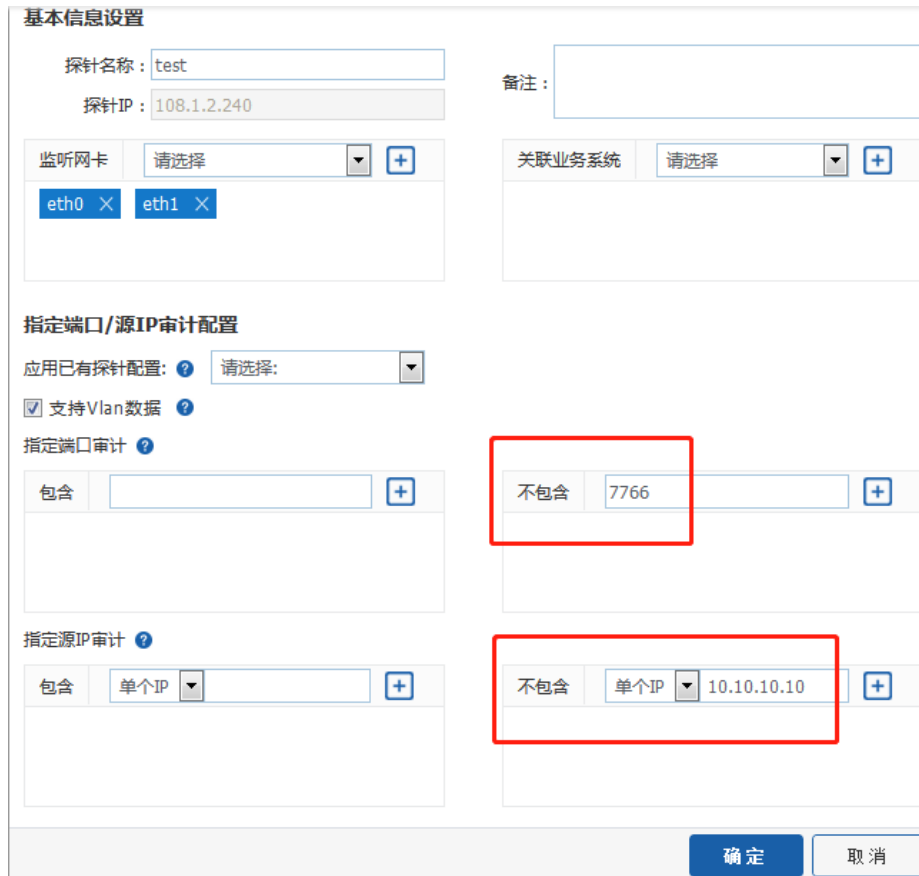 基本信息设置
探针名称：test
备注：
探针IP：108.1.2.240
监听网卡 请选择
关联业务系统 请选择
eth0 eth1
指定端口/源IP审计配置
应用已有探针配置: ? 请选择:
支持Vlan数据 ?
指定端口审计 ?
包含
不包含 7766
指定源IP审计 ?
包含 单个IP
不包含 单个IP 10.10.10.10
确定 取消